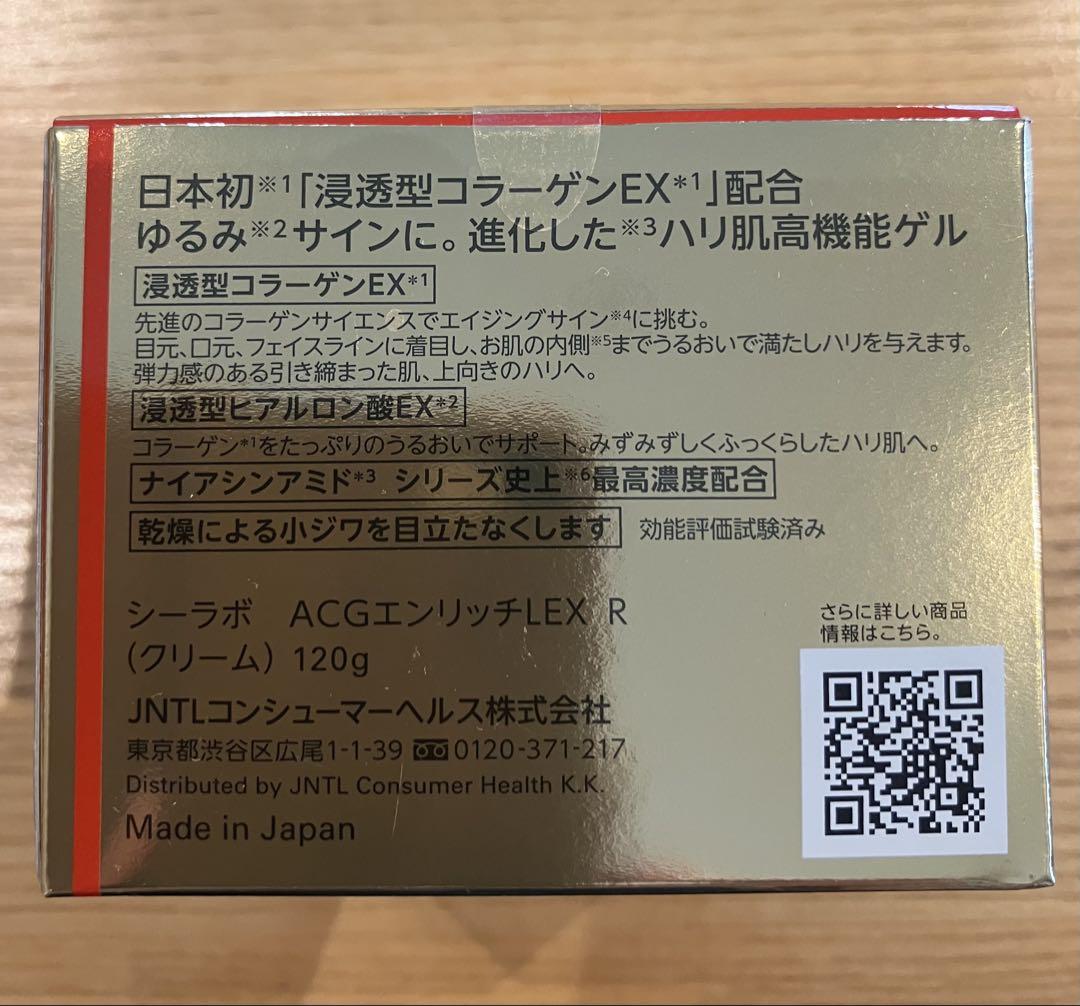 日本初※1「浸透型コラーゲンEX*1」配合
ゆるみ※2サインに。進化した※3ハリ肌高機能ゲル
浸透型コラーゲンEX*1
先進のコラーゲンサイエンスでエイジングサイン※4に挑む。
目元、口元、フェイスラインに着目し、お肌の内側※5までうるおいで満たしハリを与えます。
弾力感のある引き締まった肌、上向きのハリへ。
浸透型ヒアルロン酸EX*2
コラーゲン*1をたっぷりのうるおいでサポート。みずみずしくふっくらしたハリ肌へ。
ナイアシンアミド*3 シリーズ史上※6最高濃度配合
乾燥による小ジワを目立たなくします 効能評価試験済み
シーラボ ACGエンリッチLEX R
(クリーム) 120g
さらに詳しい商品
情報はこちら。
JNTLコンシューマーヘルス株式会社
東京都渋谷区広尾1-1-39 0120-371-217
Distributed by JNTL Consumer Health K.K.
Made in Japan